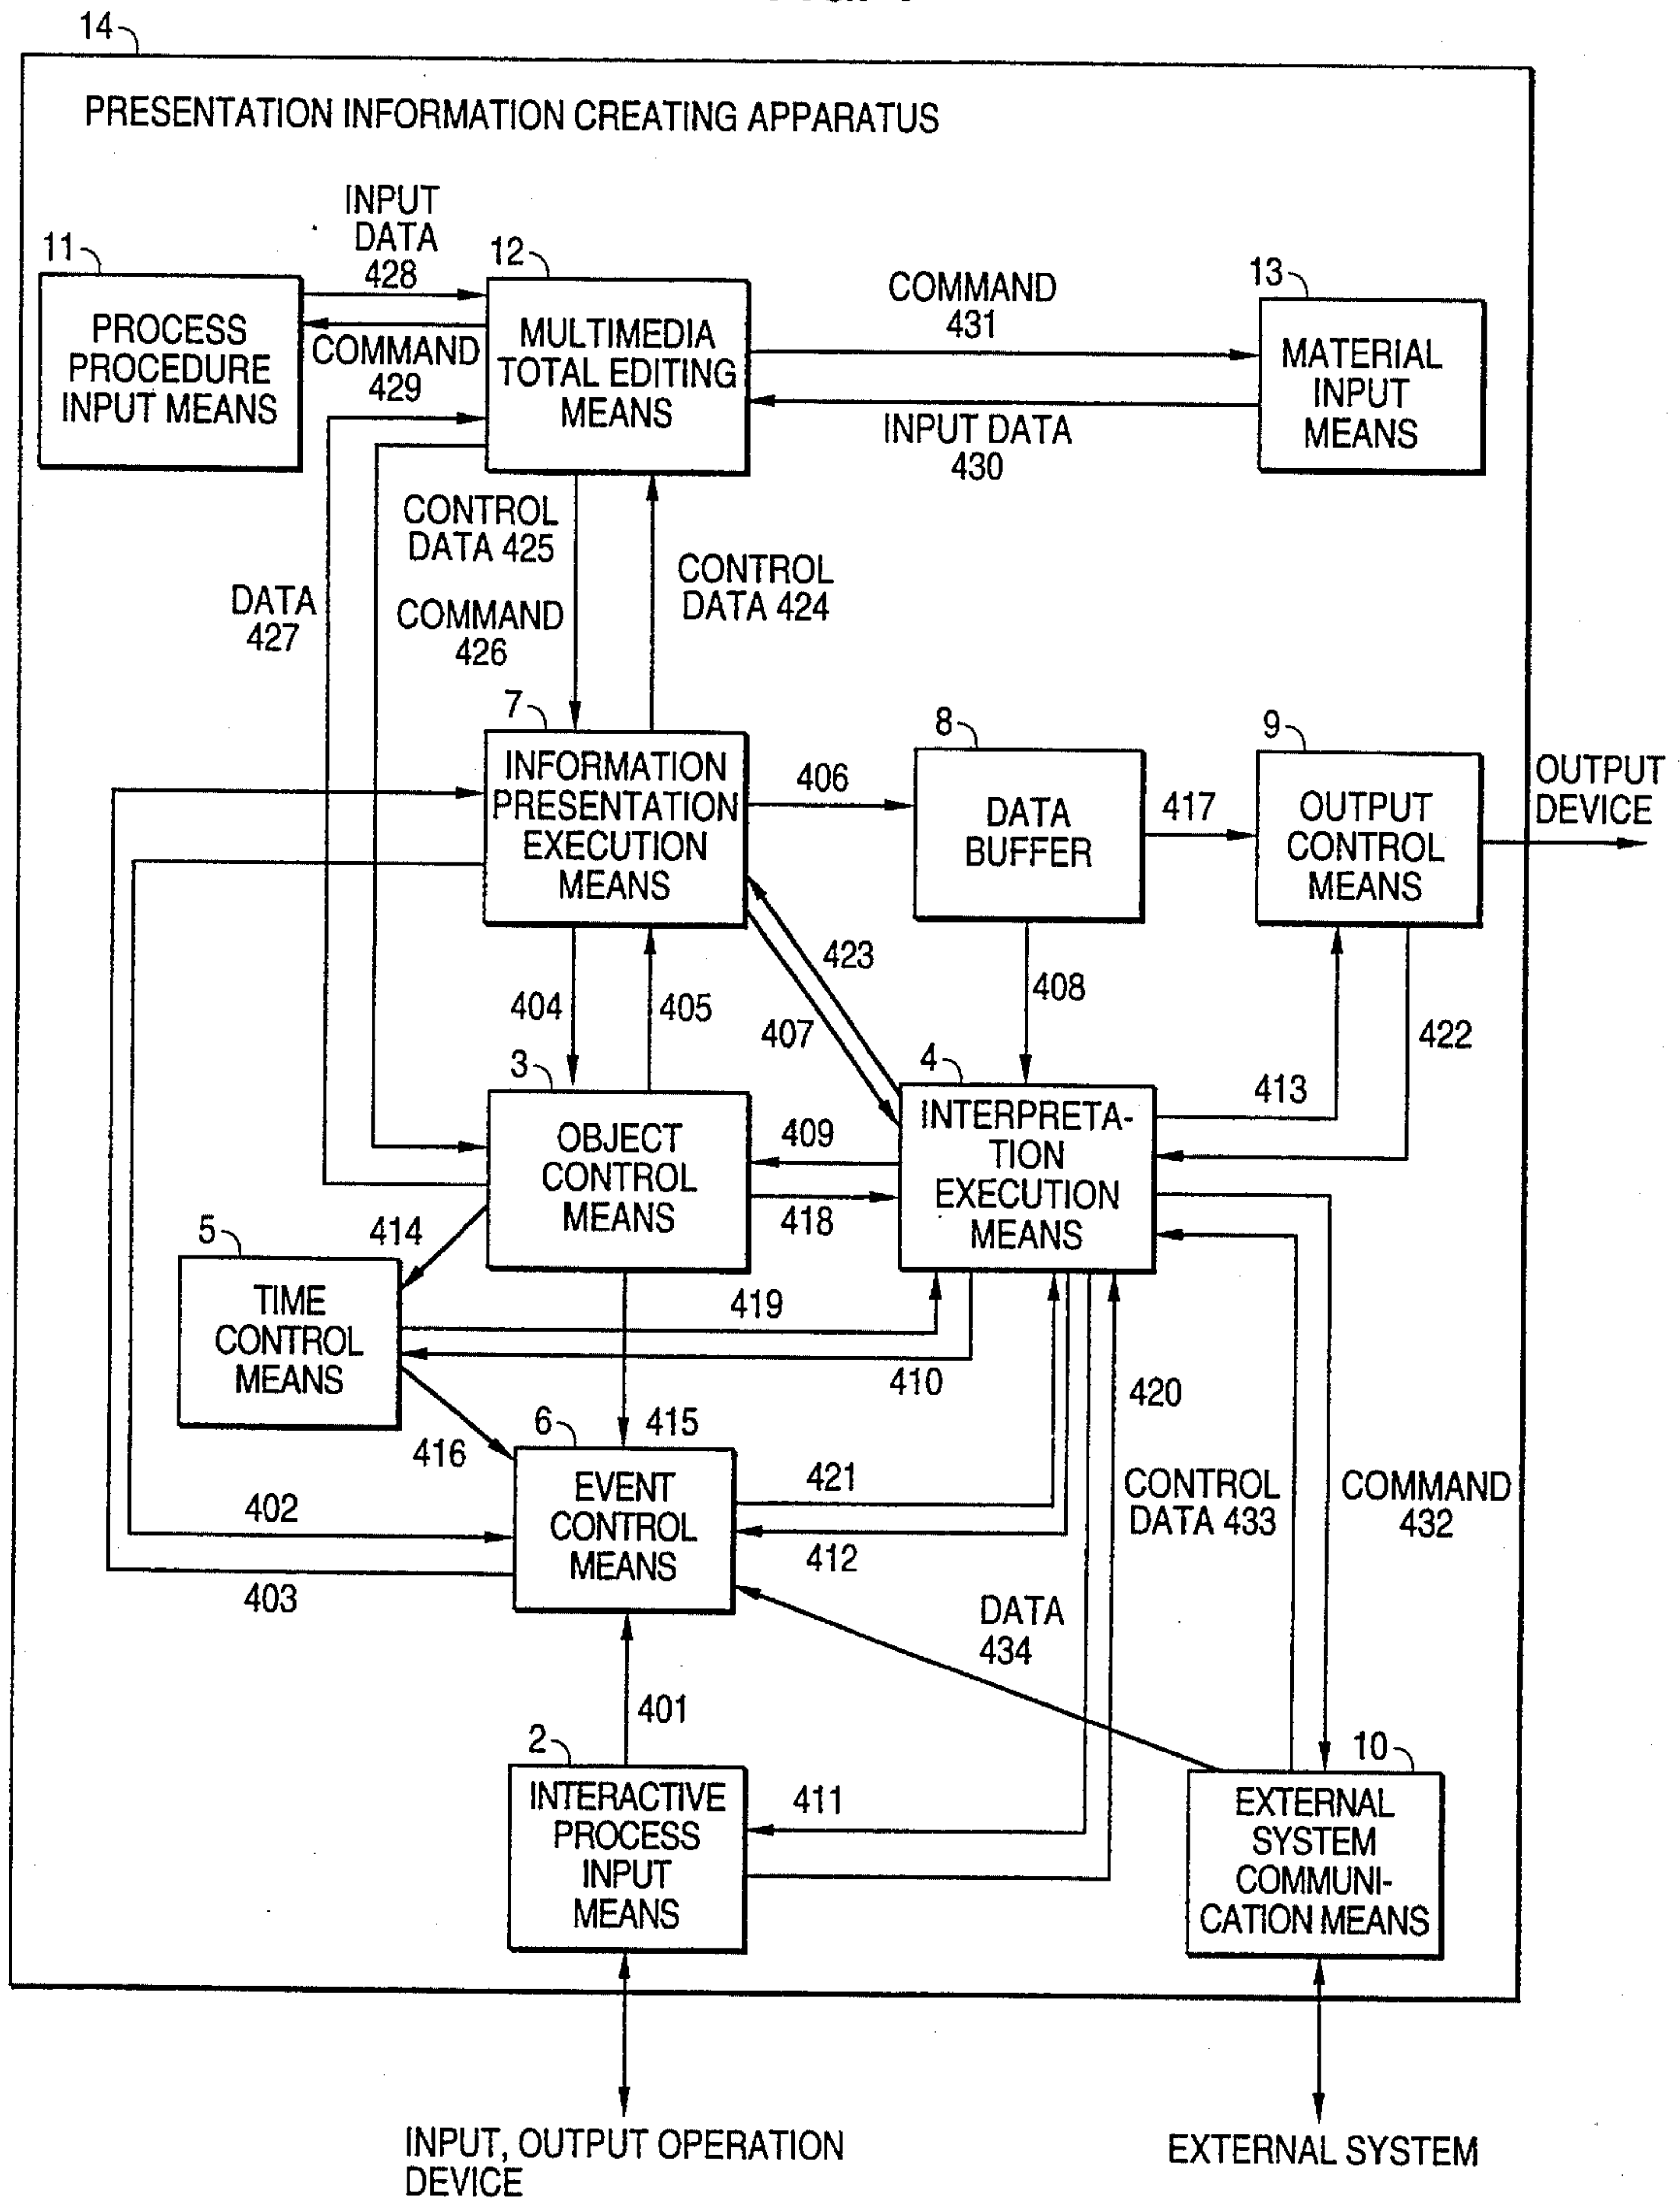 14
PRESENTATION INFORMATION CREATING APPARATUS
INPUT
DATA
428
11
PROCESS
PROCEDURE
INPUT MEANS
COMMAND
429
12
MULTIMEDIA
TOTAL EDITING
MEANS
COMMAND
431
INPUT DATA
430
13
MATERIAL
INPUT
MEANS
CONTROL
DATA 425
COMMAND
426
CONTROL
DATA 424
DATA
427
7
INFORMATION
PRESENTATION
EXECUTION
MEANS
406
8
DATA
BUFFER
417
9
OUTPUT
CONTROL
MEANS
OUTPUT
DEVICE
404
405
423
407
408
422
413
3
OBJECT
CONTROL
MEANS
409
418
4
INTERPRETA-
TION
EXECUTION
MEANS
414
5
TIME
CONTROL
MEANS
419
410
420
416
415
6
EVENT
CONTROL
MEANS
421
412
402
403
CONTROL
DATA 433
COMMAND
432
DATA
434
401
2
INTERACTIVE
PROCESS
INPUT
MEANS
411
10
EXTERNAL
SYSTEM
COMMUNI-
CATION MEANS
INPUT, OUTPUT OPERATION
DEVICE
EXTERNAL SYSTEM